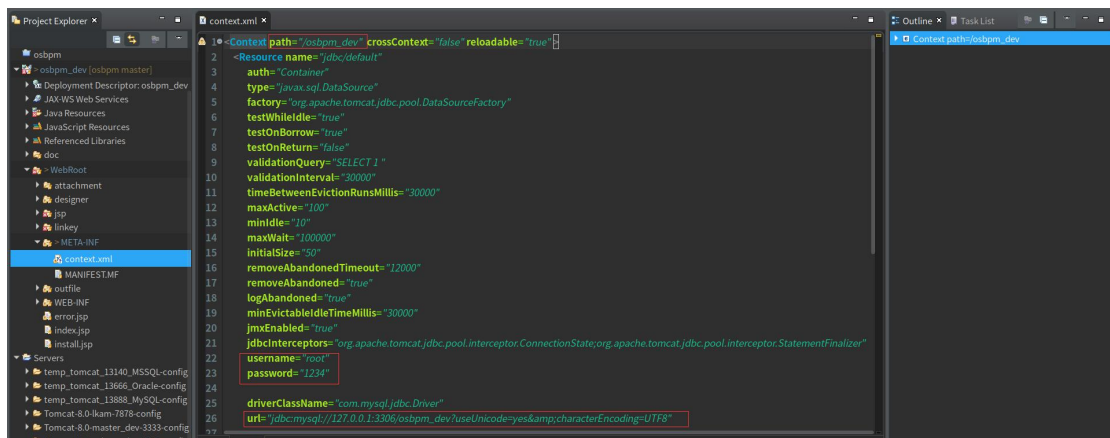 Project Explorer
osbpm
> osbpm_dev [osbpm master]
Deployment Descriptor: osbpm_dev
JAX-WS Web Services
Java Resources
JavaScript Resources
Referenced Libraries
doc
> WebRoot
attachment
designer
jsp
linkey
> META-INF
context.xml
MANIFEST.MF
outfile
WEB-INF
error.jsp
index.jsp
install.jsp
Servers
temp_tomcat_13140_MSSQL-config
temp_tomcat_13666_Oracle-config
temp_tomcat_13888_MySQL-config
Tomcat-8.0-lkam-7878-config
Tomcat-8.0-master_dev-3333-config
context.xml
1 <Context path="/osbpm_dev" crossContext="false" reloadable="true">
2 <Resource name="jdbc/default"
3 auth="Container"
4 type="javax.sql.DataSource"
5 factory="org.apache.tomcat.jdbc.pool.DataSourceFactory"
6 testWhileIdle="true"
7 testOnBorrow="true"
8 testOnReturn="false"
9 validationQuery="SELECT 1 "
10 validationInterval="30000"
11 timeBetweenEvictionRunsMillis="30000"
12 maxActive="100"
13 minIdle="10"
14 maxWait="100000"
15 initialSize="50"
16 removeAbandonedTimeout="12000"
17 removeAbandoned="true"
18 logAbandoned="true"
19 minEvictableIdleTimeMillis="30000"
20 jmxEnabled="true"
21 jdbcInterceptors="org.apache.tomcat.jdbc.pool.interceptor.ConnectionState;org.apache.tomcat.jdbc.pool.interceptor.StatementFinalizer"
22 username="root"
23 password="1234"
24
25 driverClassName="com.mysql.jdbc.Driver"
26 url="jdbc:mysql://127.0.0.1:3306/osbpm_dev?useUnicode=yes&amp;characterEncoding=UTF8"
27
Outline Task List
Context path=/osbpm_dev